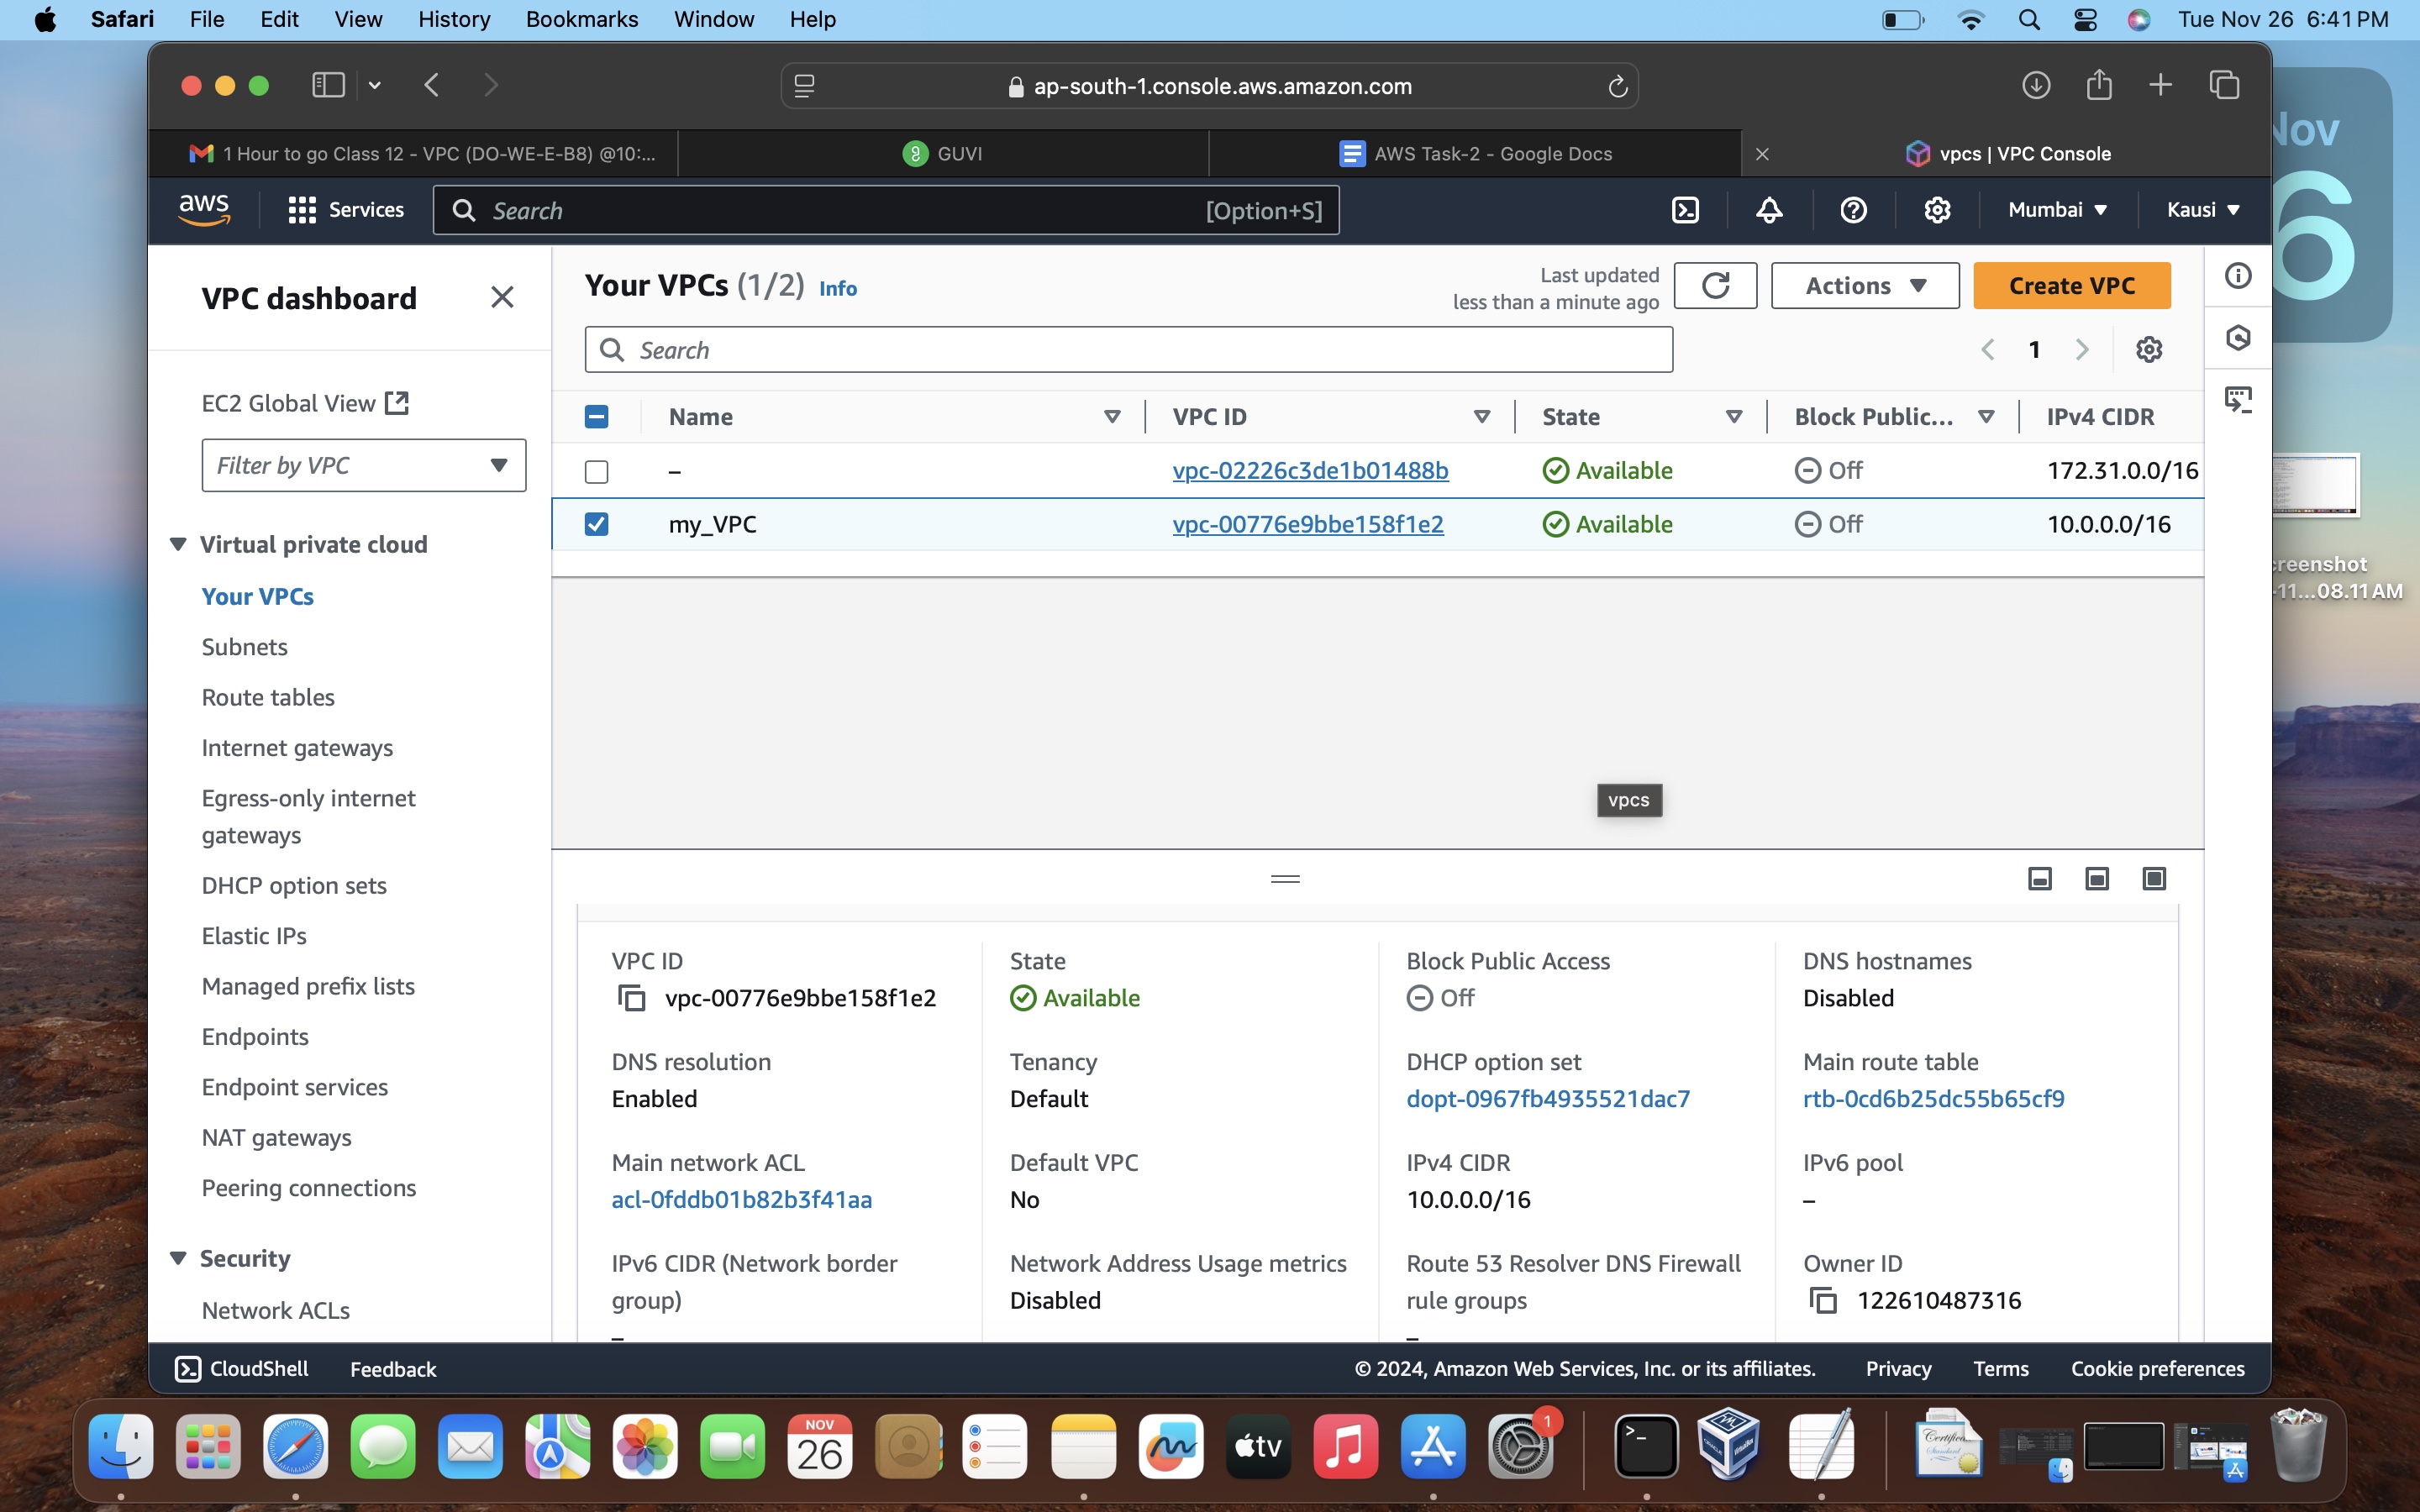 Safari File Edit View History Bookmarks Window Help Tue Nov 26 6:41 PM
ap-south-1.console.aws.amazon.com
1 Hour to go Class 12 - VPC (DO-WE-E-B8) @10:...
GUVI
AWS Task-2 - Google Docs
vpcs | VPC Console
aws Services Search [Option+S] Mumbai Kausi
VPC dashboard
EC2 Global View
Filter by VPC
Virtual private cloud
Your VPCs
Subnets
Route tables
Internet gateways
Egress-only internet
gateways
DHCP option sets
Elastic IPs
Managed prefix lists
Endpoints
Endpoint services
NAT gateways
Peering connections
Security
Network ACLs
Your VPCs (1/2) Info
Last updated
less than a minute ago
Actions
Create VPC
Search
1
Name VPC ID State Block Public... IPv4 CIDR
– vpc-02226c3de1b01488b Available Off 172.31.0.0/16
my_VPC vpc-00776e9bbe158f1e2 Available Off 10.0.0.0/16
vpcs
VPC ID
vpc-00776e9bbe158f1e2
State
Available
Block Public Access
Off
DNS hostnames
Disabled
DNS resolution
Enabled
Tenancy
Default
DHCP option set
dopt-0967fb4935521dac7
Main route table
rtb-0cd6b25dc55b65cf9
Main network ACL
acl-0fddb01b82b3f41aa
Default VPC
No
IPv4 CIDR
10.0.0.0/16
IPv6 pool
–
IPv6 CIDR (Network border
group)
–
Network Address Usage metrics
Disabled
Route 53 Resolver DNS Firewall
rule groups
–
Owner ID
122610487316
CloudShell Feedback © 2024, Amazon Web Services, Inc. or its affiliates. Privacy Terms Cookie preferences
Nov
6
creenshot
-11...08.11 AM
NOV
26
tv
1